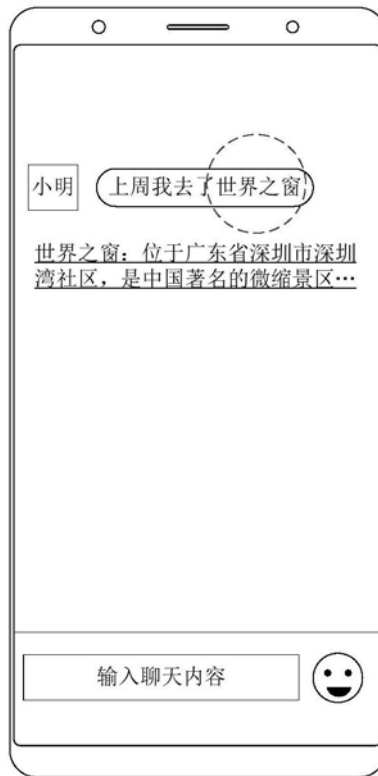 小明
上周我去了世界之窗
世界之窗：位于广东省深圳市深圳
湾社区，是中国著名的微缩景区…
输入聊天内容